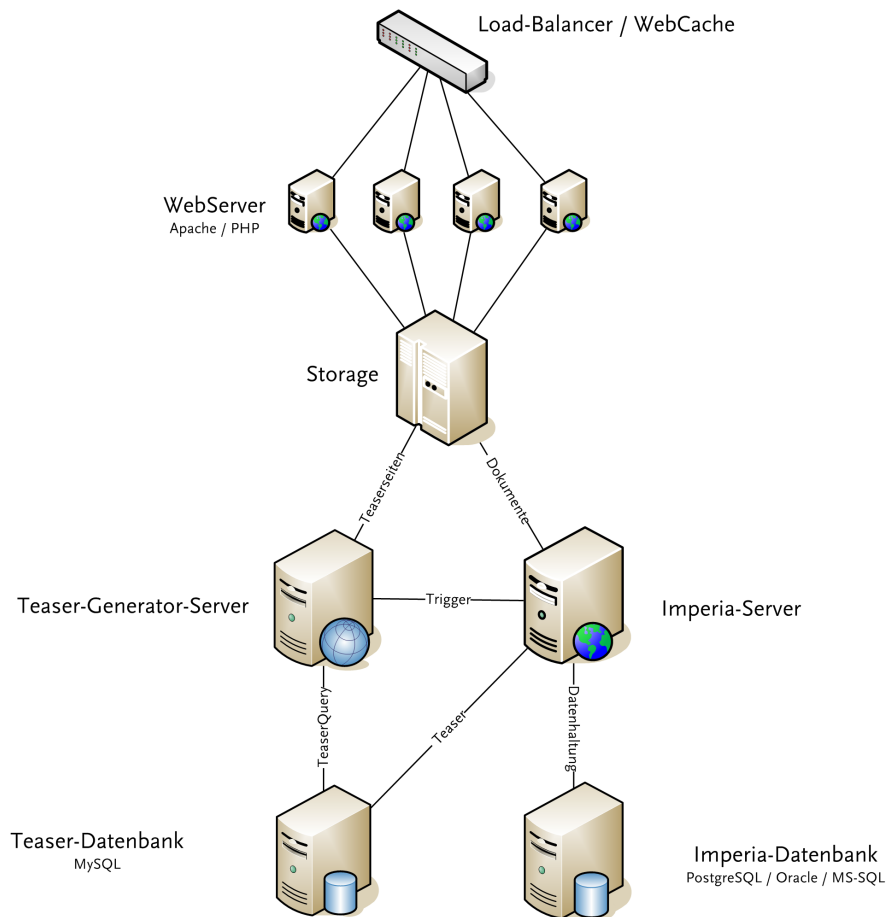 Load-Balancer / WebCache
WebServer
Apache / PHP
Storage
Teaserseiten
Dokumente
Teaser-Generator-Server
Trigger
Imperia-Server
TeaserQuery
Teaser
Datenhaltung
Teaser-Datenbank
MySQL
Imperia-Datenbank
PostgreSQL / Oracle / MS-SQL